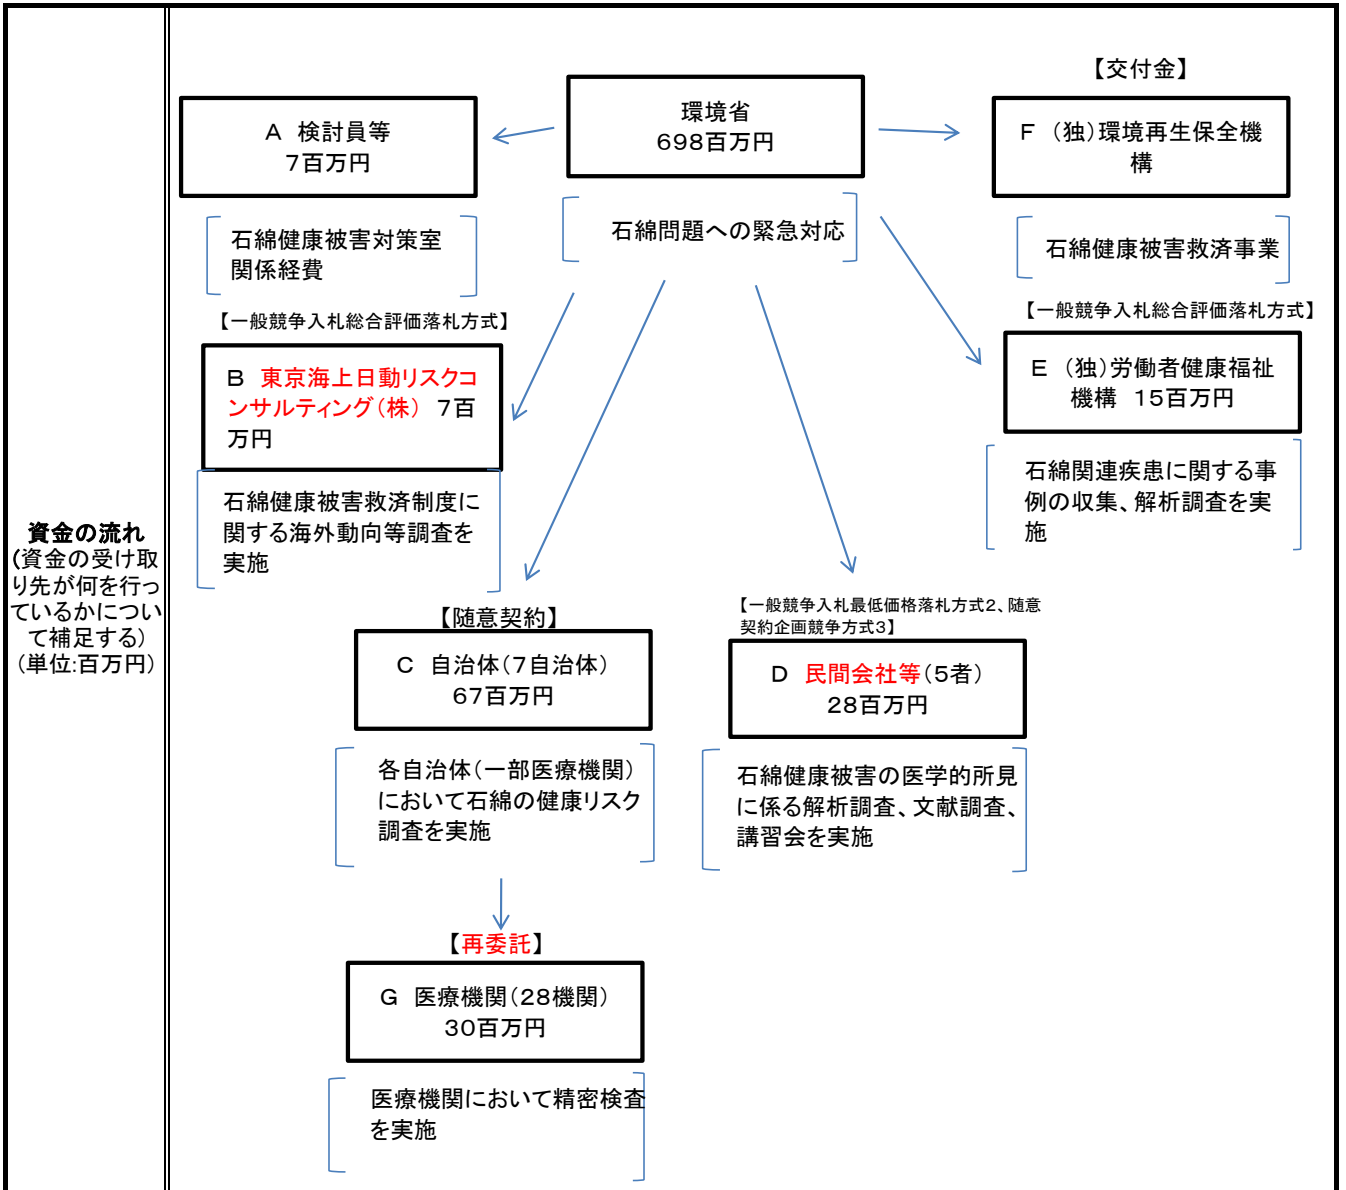 資金の流れ
(資金の受け取
り先が何を行っ
ているかについ
て補足する)
(単位:百万円)
A 検討員等
7百万円
石綿健康被害対策室
関係経費
環境省
698百万円
石綿問題への緊急対応
【交付金】
F (独)環境再生保全機
構
石綿健康被害救済事業
【一般競争入札総合評価落札方式】
B 東京海上日動リスクコ
ンサルティング(株) 7百
万円
石綿健康被害救済制度に
関する海外動向等調査を
実施
【一般競争入札総合評価落札方式】
E (独)労働者健康福祉
機構 15百万円
石綿関連疾患に関する事
例の収集、解析調査を実
施
【随意契約】
C 自治体(7自治体)
67百万円
各自治体(一部医療機関)
において石綿の健康リスク
調査を実施
【一般競争入札最低価格落札方式2、随意
契約企画競争方式3】
D 民間会社等(5者)
28百万円
石綿健康被害の医学的所見
に係る解析調査、文献調査、
講習会を実施
【再委託】
G 医療機関(28機関)
30百万円
医療機関において精密検査
を実施